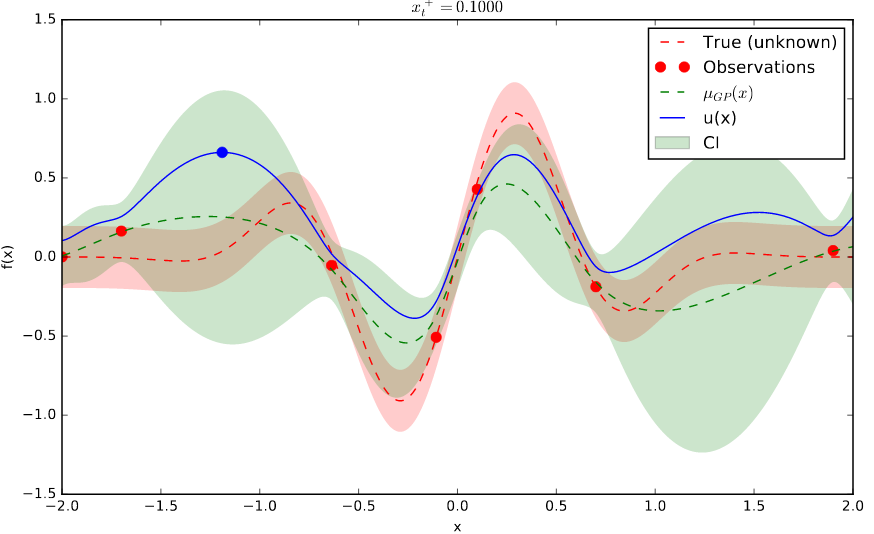 x_t^+ = 0.1000
1.5
1.0
0.5
0.0
−0.5
−1.0
−1.5
f(x)
True (unknown)
Observations
μ_{GP}(x)
u(x)
CI
−2.0 −1.5 −1.0 −0.5 0.0 0.5 1.0 1.5 2.0
x